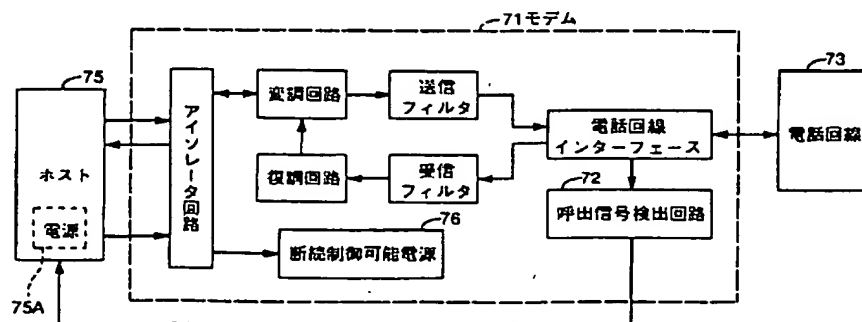 71モデム
75
ホスト
電源
75A
アイソレータ回路
変調回路
送信
フィルタ
復調回路
受信
フィルタ
76
断続制御可能電源
電話回線
インターフェース
72
呼出信号検出回路
73
電話回線